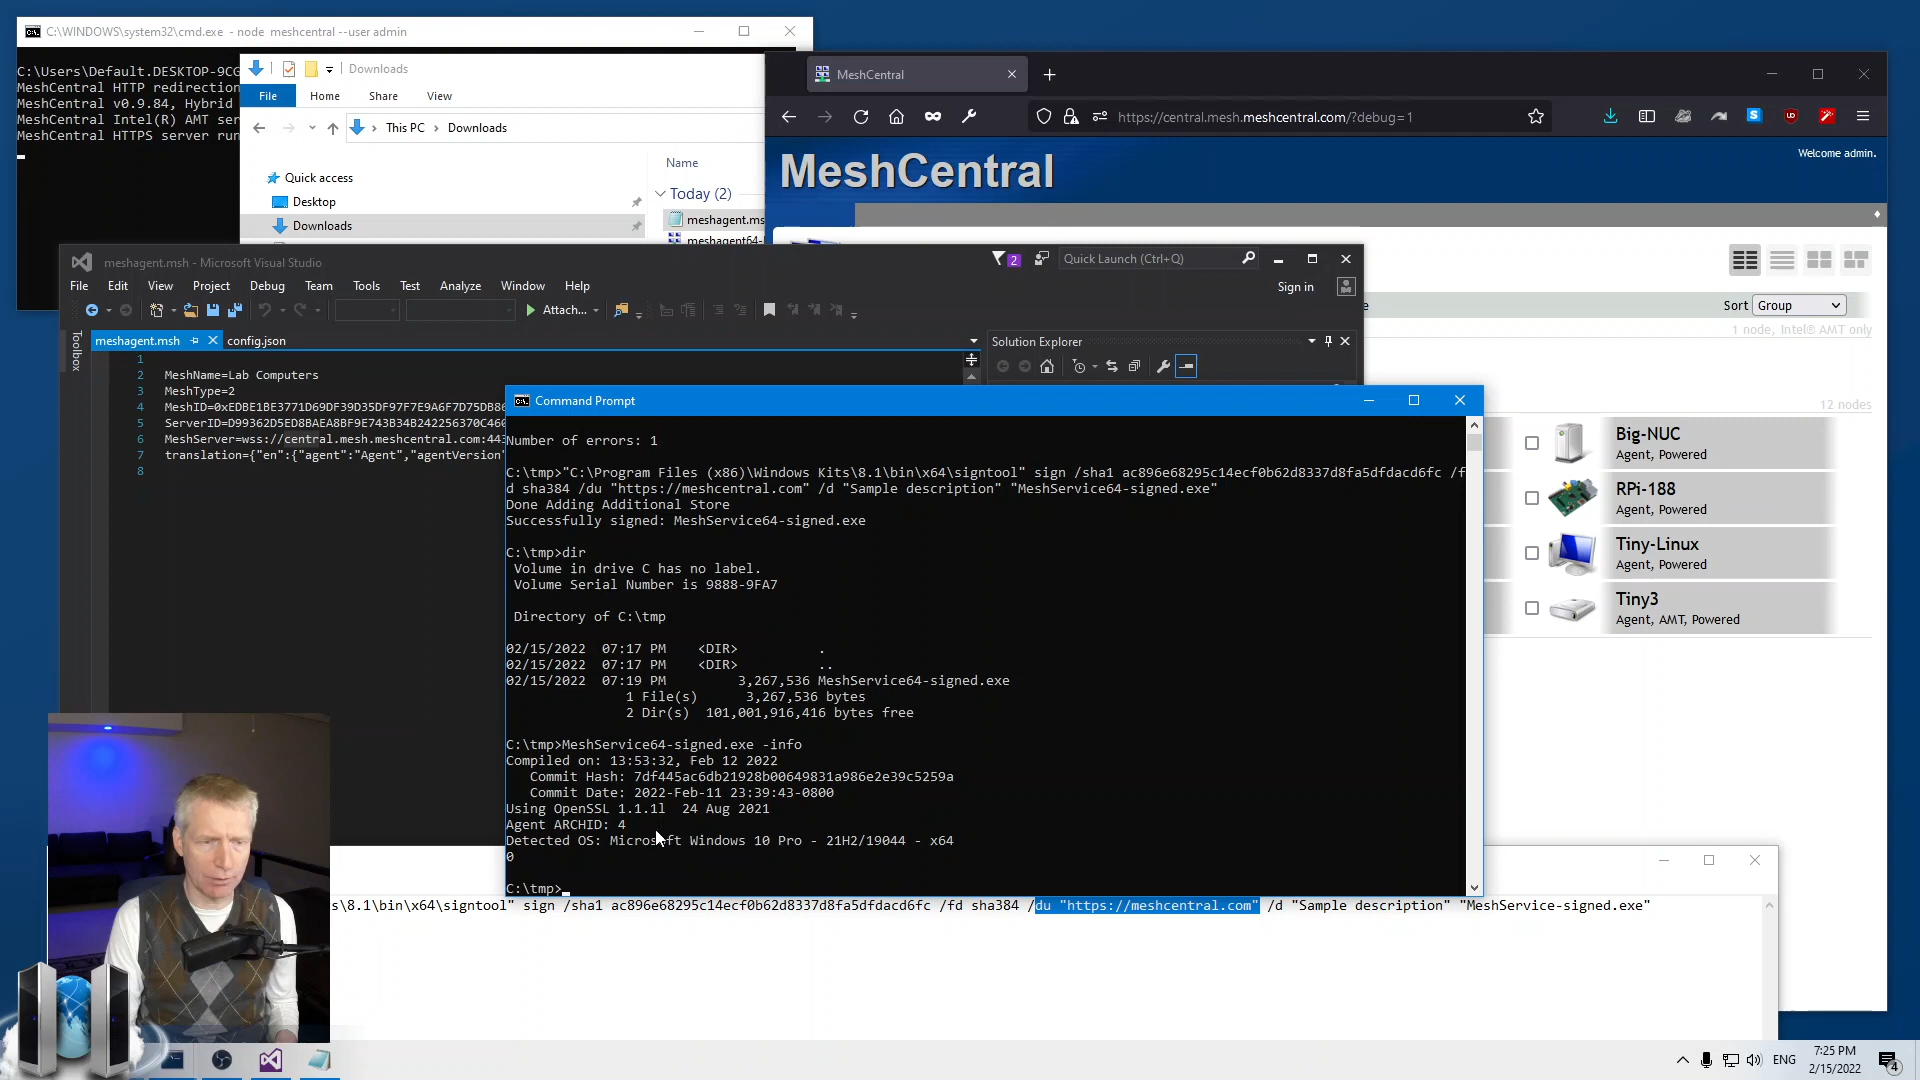 C:\WINDOWS\system32\cmd.exe - node meshcentral --user admin
C:\Users\Default.DESKTOP-9CG
MeshCentral HTTP redirection
MeshCentral v0.9.84, Hybrid
MeshCentral Intel(R) AMT ser
MeshCentral HTTPS server run
Downloads
File Home Share View
This PC Downloads
Quick access
Desktop
Downloads
Name
Today (2)
meshagent.ms
meshagent64-
MeshCentral
https://central.mesh.meshcentral.com/?debug=1
MeshCentral
Welcome admin.
Sort Group
1 node, Intel® AMT only
12 nodes
Big-NUC
Agent, Powered
RPi-188
Agent, Powered
Tiny-Linux
Agent, Powered
Tiny3
Agent, AMT, Powered
meshagent.msh - Microsoft Visual Studio
2
Quick Launch (Ctrl+Q)
File Edit View Project Debug Team Tools Test Analyze Window Help
Sign in
Attach...
Toolbox
meshagent.msh config.json
Solution Explorer
1
2 MeshName=Lab Computers
3 MeshType=2
4 MeshID=0xEDBE1BE3771D69DF39D35DF97F7E9A6F7D75DB8
5 ServerID=D99362D5ED8BAEA8BF9E743B34B242256370C46
6 MeshServer=wss://central.mesh.meshcentral.com:443
7 translation={"en":{"agent":"Agent","agentVersion"
8
Command Prompt
Number of errors: 1
C:\tmp>"C:\Program Files (x86)\Windows Kits\8.1\bin\x64\signtool" sign /sha1 ac896e68295c14ecf0b62d8337d8fa5dfdacd6fc /f
d sha384 /du "https://meshcentral.com" /d "Sample description" "MeshService64-signed.exe"
Done Adding Additional Store
Successfully signed: MeshService64-signed.exe
C:\tmp>dir
Volume in drive C has no label.
Volume Serial Number is 9888-9FA7
Directory of C:\tmp
02/15/2022 07:17 PM <DIR> .
02/15/2022 07:17 PM <DIR> ..
02/15/2022 07:19 PM 3,267,536 MeshService64-signed.exe
1 File(s) 3,267,536 bytes
2 Dir(s) 101,001,916,416 bytes free
C:\tmp>MeshService64-signed.exe -info
Compiled on: 13:53:32, Feb 12 2022
Commit Hash: 7df445ac6db21928b00649831a986e2e39c5259a
Commit Date: 2022-Feb-11 23:39:43-0800
Using OpenSSL 1.1.1l 24 Aug 2021
Agent ARCHID: 4
Detected OS: Microsoft Windows 10 Pro - 21H2/19044 - x64
0
C:\tmp>
s\8.1\bin\x64\signtool" sign /sha1 ac896e68295c14ecf0b62d8337d8fa5dfdacd6fc /fd sha384 /du "https://meshcentral.com" /d "Sample description" "MeshService-signed.exe"
ENG
7:25 PM
2/15/2022
4